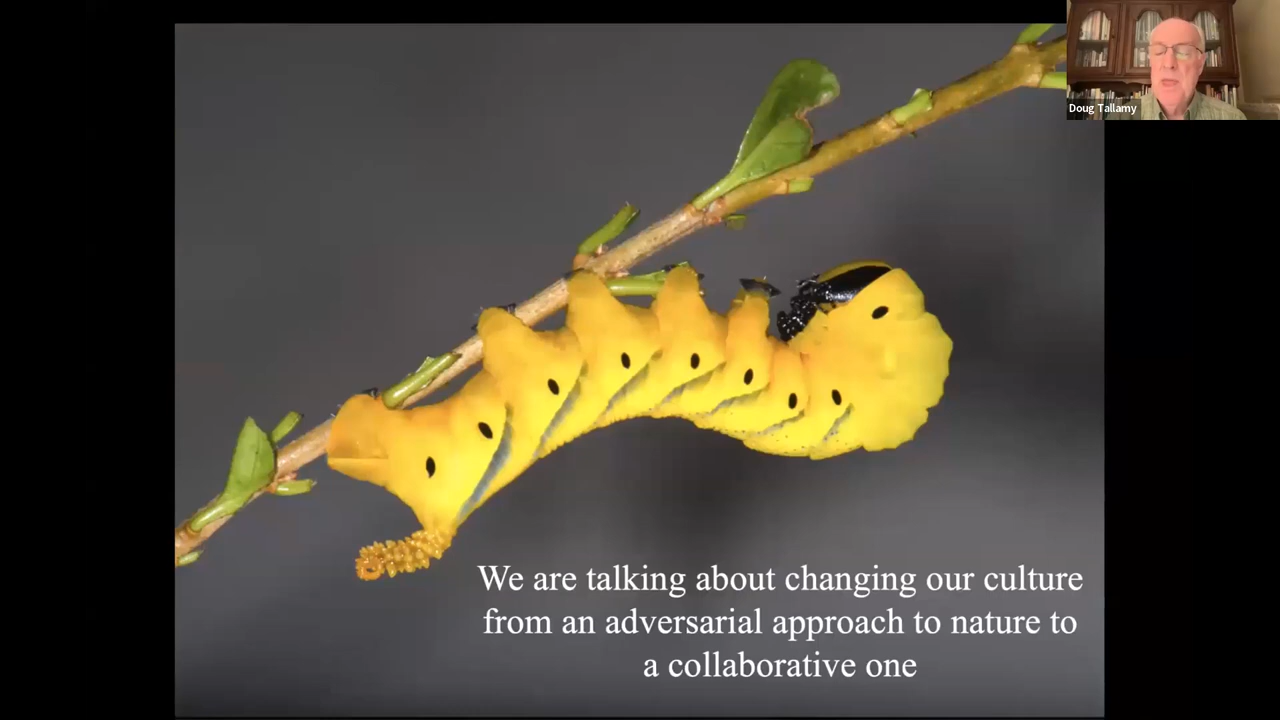 Doug Tallamy
We are talking about changing our culture
from an adversarial approach to nature to
a collaborative one